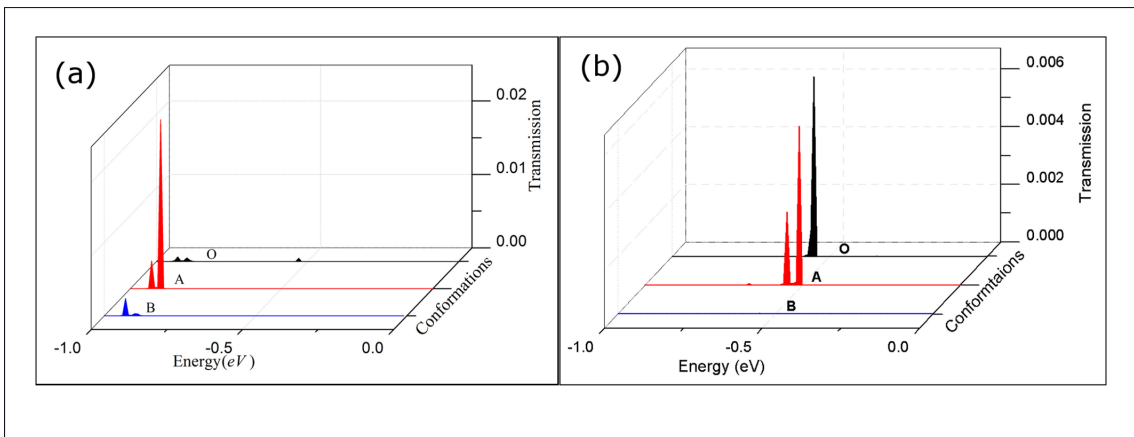 (a)
0.02
0.01
0.00
Transmission
O
A
B
Conformations
-1.0
-0.5
0.0
Energy(eV)
(b)
0.006
0.004
0.002
0.000
Transmission
O
A
B
Conformtaions
-1.0
-0.5
0.0
Energy (eV)